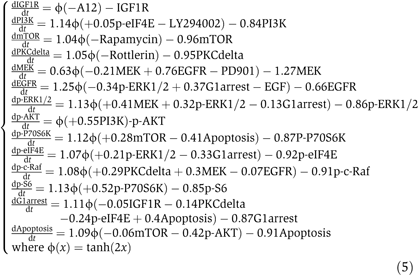 dIGF1R/dt = ϕ(−A12) − IGF1R
dPI3K/dt = 1.14ϕ(+0.05p-eIF4E − LY294002) − 0.84PI3K
dmTOR/dt = 1.04ϕ(−Rapamycin) − 0.96mTOR
dPKCdelta/dt = 1.05ϕ(−Rottlerin) − 0.95PKCdelta
dMEK/dt = 0.63ϕ(−0.21MEK + 0.76EGFR − PD901) − 1.27MEK
dEGFR/dt = 1.25ϕ(−0.34p-ERK1/2 + 0.37G1arrest − EGF) − 0.66EGFR
dp-ERK1/2/dt = 1.13ϕ(+0.41MEK + 0.32p-ERK1/2 − 0.13G1arrest) − 0.86p-ERK1/2
dp-AKT/dt = ϕ(+0.55PI3K)-p-AKT
dp-P70S6K/dt = 1.12ϕ(+0.28mTOR − 0.41Apoptosis) − 0.87P-P70S6K
dp-eIF4E/dt = 1.07ϕ(+0.21p-ERK1/2 − 0.33G1arrest) − 0.92p-eIF4E
dp-c-Raf/dt = 1.08ϕ(+0.29PKCdelta + 0.3MEK − 0.07EGFR) − 0.91p-c-Raf
dp-S6/dt = 1.13ϕ(+0.52p-P70S6K) − 0.85p-S6
dG1arrest/dt = 1.11ϕ(−0.05IGF1R − 0.14PKCdelta
−0.24p-eIF4E + 0.4Apoptosis) − 0.87G1arrest
dApoptosis/dt = 1.09ϕ(−0.06mTOR − 0.42p-AKT) − 0.91Apoptosis
where ϕ(x) = tanh(2x)
(5)